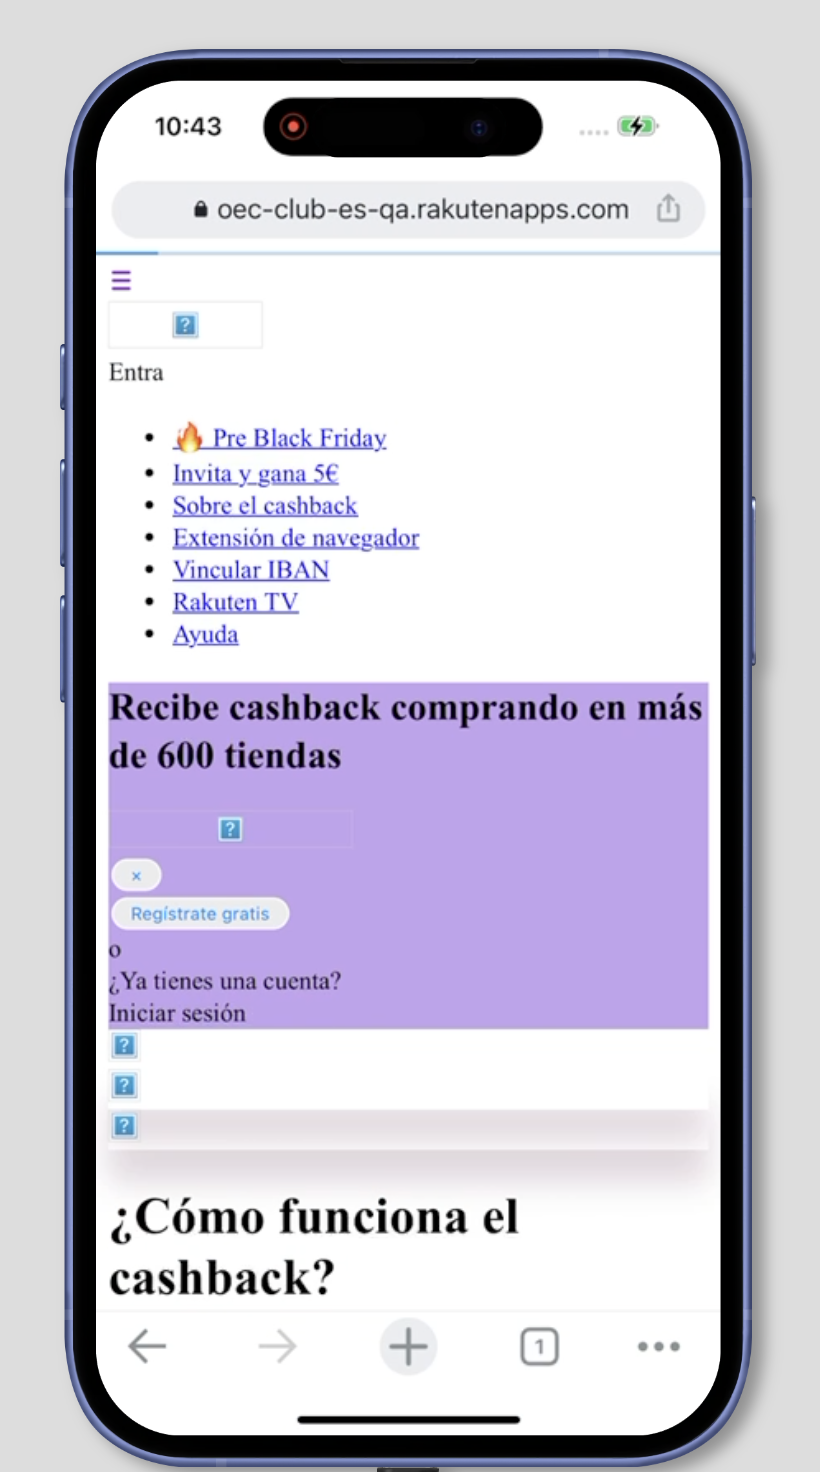 10:43
oec-club-es-qa.rakutenapps.com
Entra
🔥 Pre Black Friday
Invita y gana 5€
Sobre el cashback
Extensión de navegador
Vincular IBAN
Rakuten TV
Ayuda
Recibe cashback comprando en más
de 600 tiendas
×
Regístrate gratis
o
¿Ya tienes una cuenta?
Iniciar sesión
¿Cómo funciona el
cashback?
1